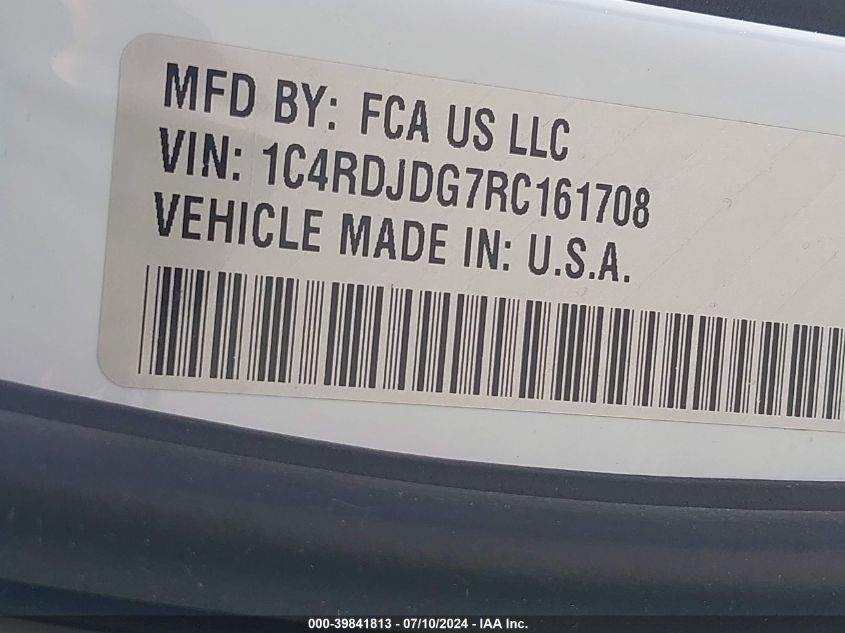 MFD BY: FCA US LLC
VIN: 1C4RDJDG7RC161708
VEHICLE MADE IN: U.S.A.
000-39841813 / 07/10/2024 - IAA Inc.